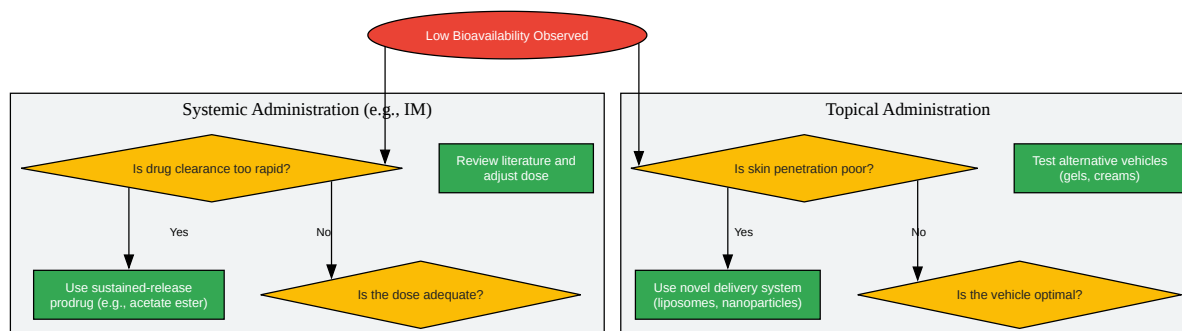 Low Bioavailability Observed
Systemic Administration (e.g., IM)
Is drug clearance too rapid?
Review literature and
adjust dose
Yes
No
Use sustained-release
prodrug (e.g., acetate ester)
Is the dose adequate?
Topical Administration
Is skin penetration poor?
Test alternative vehicles
(gels, creams)
Yes
No
Use novel delivery system
(liposomes, nanoparticles)
Is the vehicle optimal?